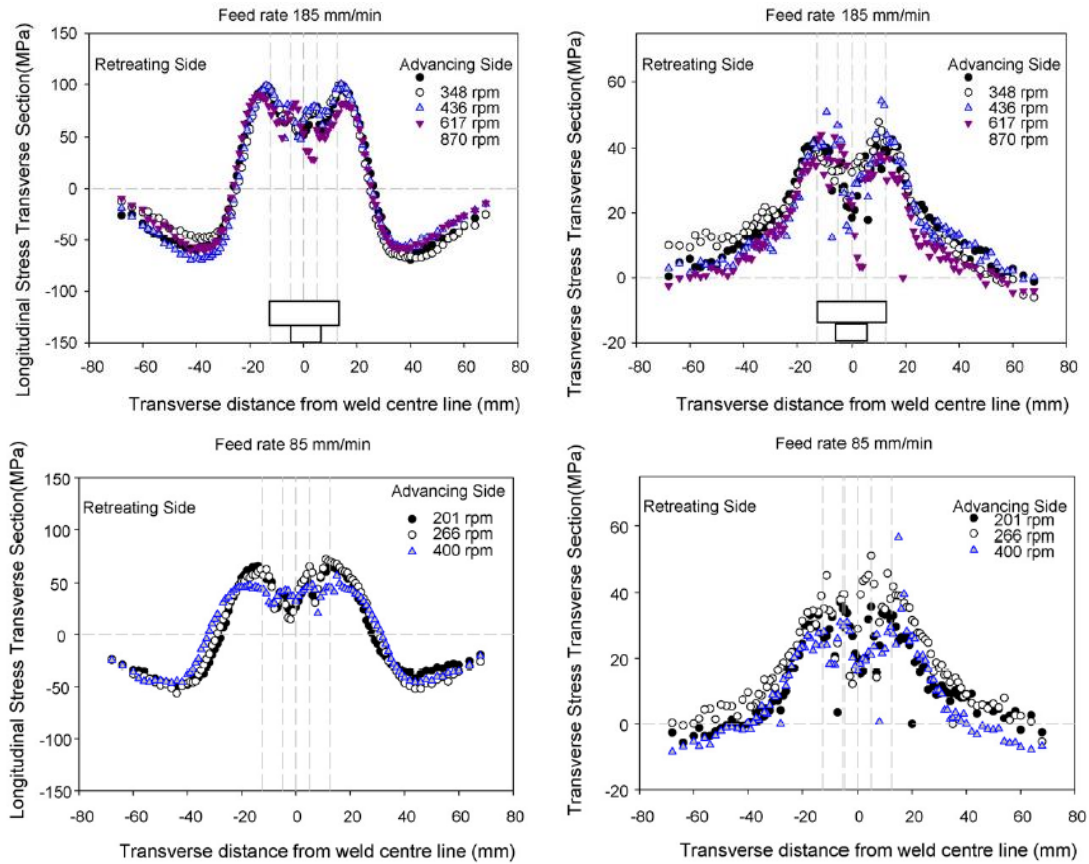 Feed rate 185 mm/min
Longitudinal Stress Transverse Section(MPa)
150
100
50
0
-50
-100
-150
Retreating Side
Advancing Side
348 rpm
436 rpm
617 rpm
870 rpm
-80 -60 -40 -20 0 20 40 60 80
Transverse distance from weld centre line (mm)
Feed rate 185 mm/min
Trasnverse Stress Transverse Section(MPa)
60
40
20
0
-20
Retreating Side
Advancing Side
348 rpm
436 rpm
617 rpm
870 rpm
-80 -60 -40 -20 0 20 40 60 80
Transverse distance from weld centre line (mm)
Feed rate 85 mm/min
Longitudinal Stress Transverse Section(MPa)
150
100
50
0
-50
-100
-150
Retreating Side
Advancing Side
201 rpm
266 rpm
400 rpm
-80 -60 -40 -20 0 20 40 60 80
Transverse distance from weld centre line (mm)
Feed rate 85 mm/min
Transverse Stress Transverse Section(MPa)
60
40
20
0
-20
Retreating Side
Advancing Side
201 rpm
266 rpm
400 rpm
-80 -60 -40 -20 0 20 40 60 80
Transverse distance from weld centre line (mm)